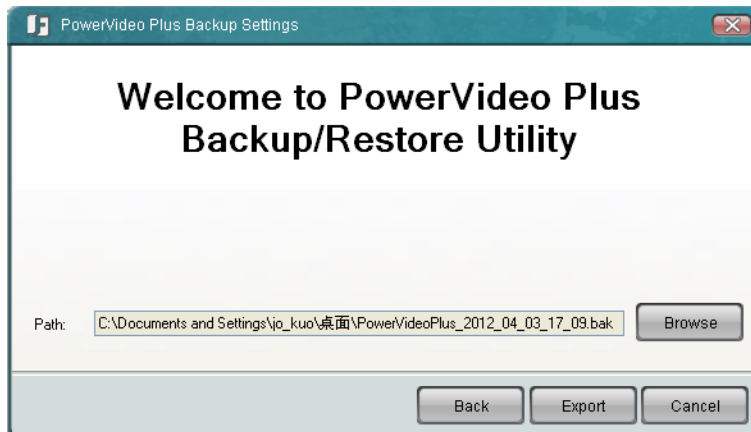 PowerVideo Plus Backup Settings
Welcome to PowerVideo Plus
Backup/Restore Utility
Path: C:\Documents and Settings\jo_kuo\桌面\PowerVideoPlus_2012_04_03_17_09.bak Browse
Back Export Cancel